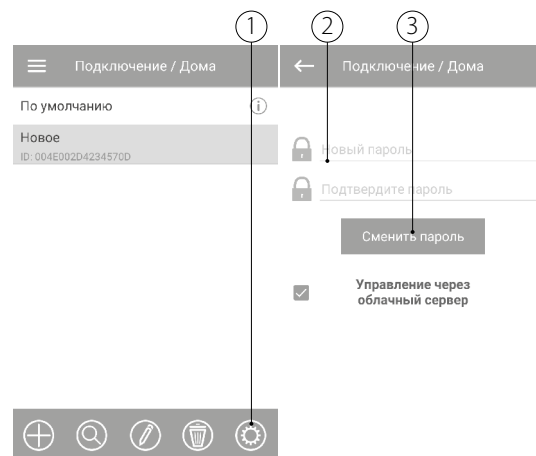 1
2
3
Подключение / Дома
По умолчанию
i
Новое
ID: 004E002D4234570D
Подключение / Дома
Новый пароль
Подтвердите пароль
Сменить пароль
Управление через
облачный сервер